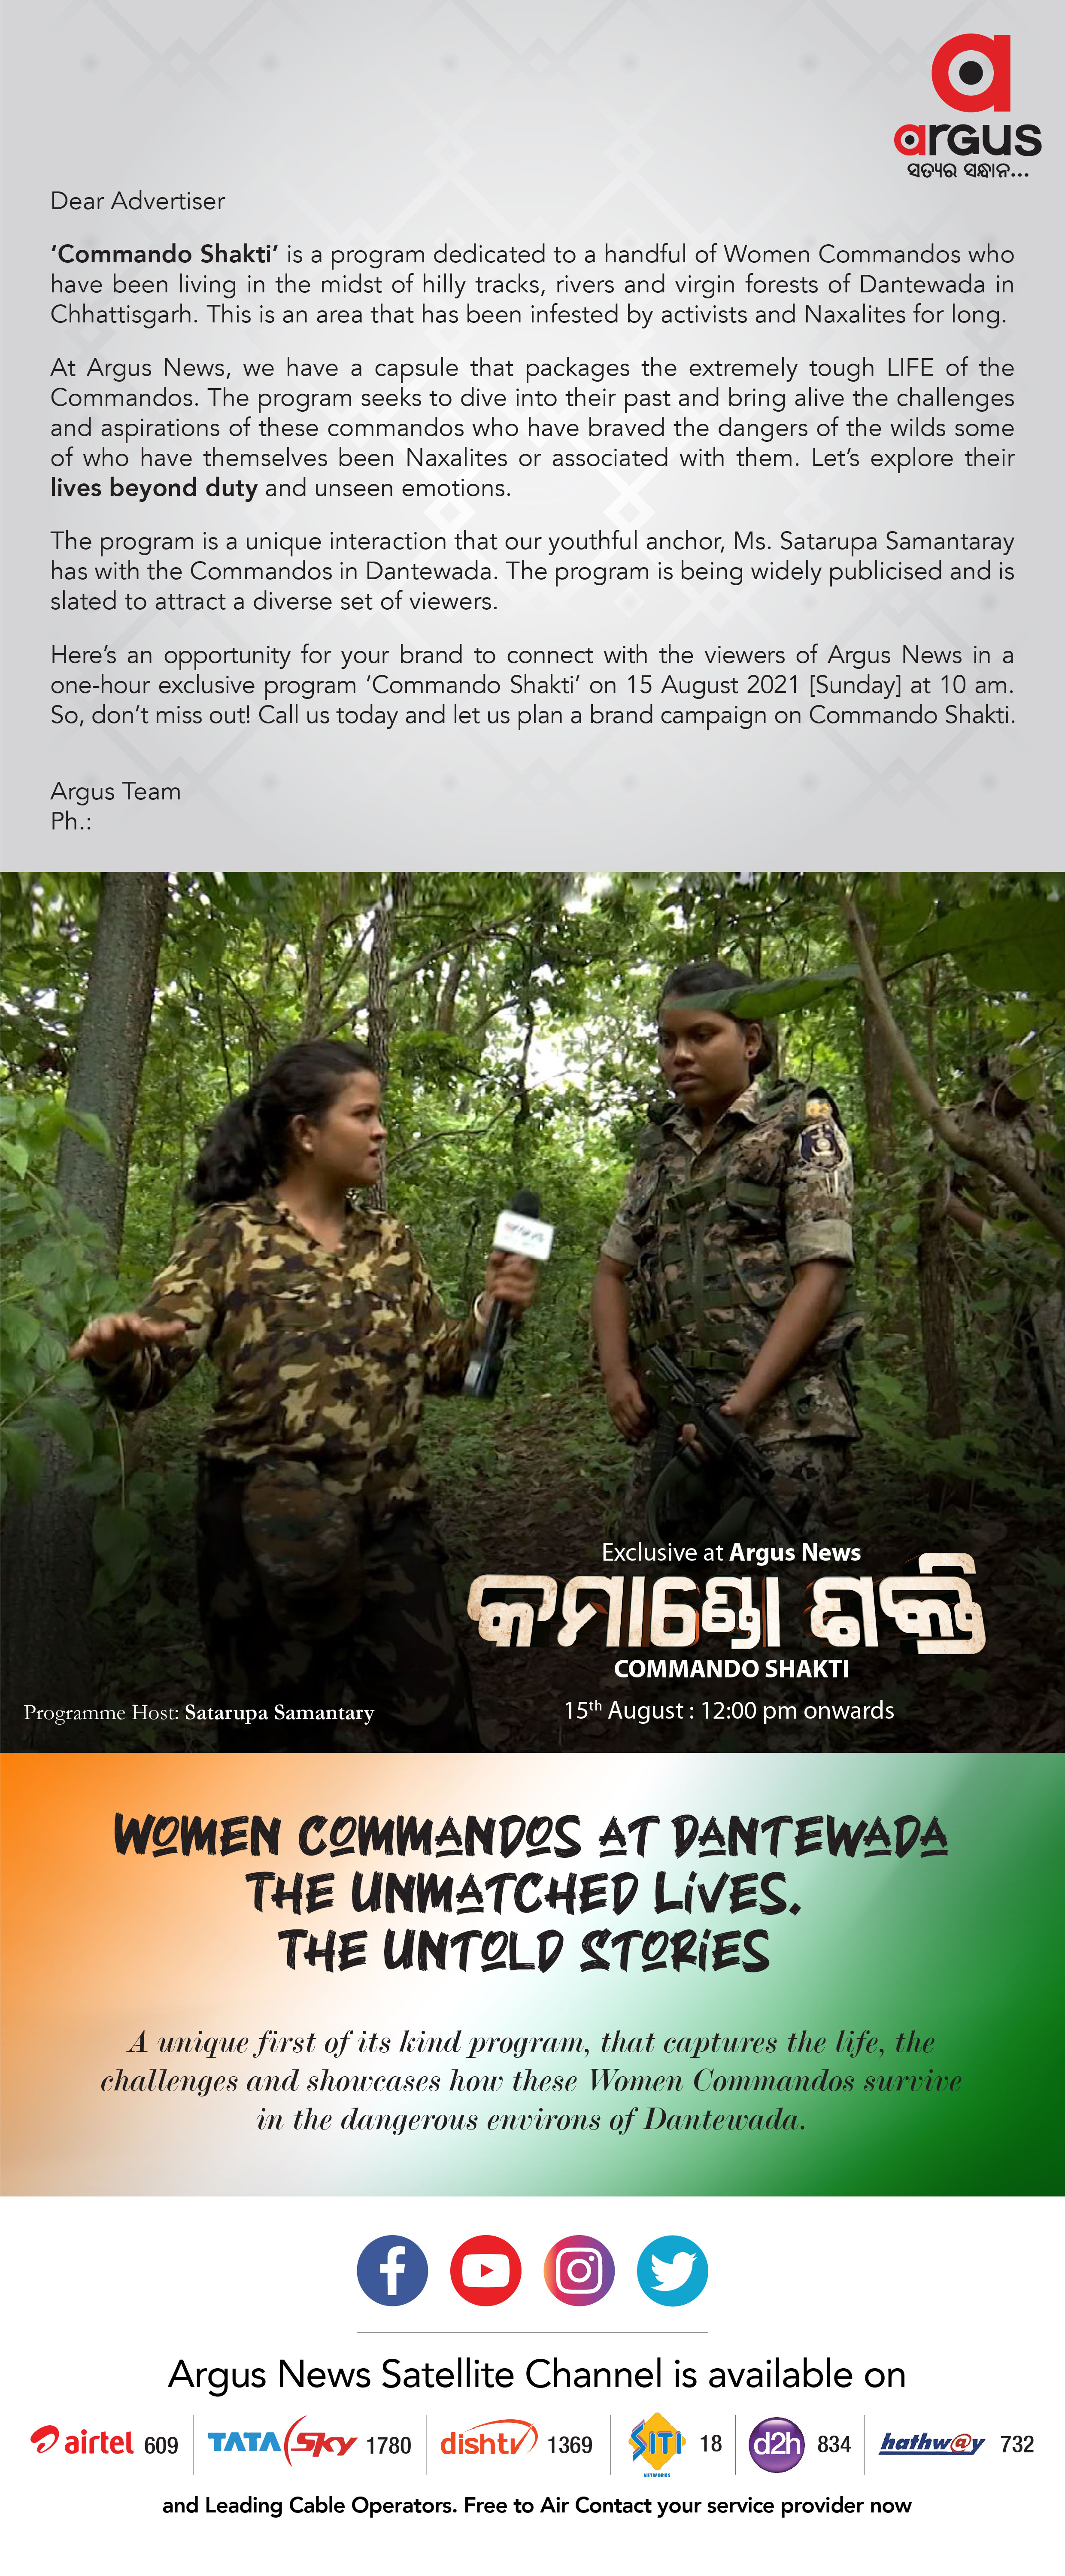 a
argus
ସତ୍ୟର ସନ୍ଧାନ...
Dear Advertiser
‘Commando Shakti’ is a program dedicated to a handful of Women Commandos who
have been living in the midst of hilly tracks, rivers and virgin forests of Dantewada in
Chhattisgarh. This is an area that has been infested by activists and Naxalites for long.
At Argus News, we have a capsule that packages the extremely tough LIFE of the
Commandos. The program seeks to dive into their past and bring alive the challenges
and aspirations of these commandos who have braved the dangers of the wilds some
of who have themselves been Naxalites or associated with them. Let’s explore their
lives beyond duty and unseen emotions.
The program is a unique interaction that our youthful anchor, Ms. Satarupa Samantaray
has with the Commandos in Dantewada. The program is being widely publicised and is
slated to attract a diverse set of viewers.
Here’s an opportunity for your brand to connect with the viewers of Argus News in a
one-hour exclusive program ‘Commando Shakti’ on 15 August 2021 [Sunday] at 10 am.
So, don’t miss out! Call us today and let us plan a brand campaign on Commando Shakti.
Argus Team
Ph.:
Exclusive at Argus News
କମାଣ୍ଡୋ ଶକ୍ତି
COMMANDO SHAKTI
15th August : 12:00 pm onwards
Programme Host: Satarupa Samantary
WOMEN COMMANDOS AT DANTEWADA
THE UNMATCHED LiVES.
THE UNTOLD STORiES
A unique first of its kind program, that captures the life, the
challenges and showcases how these Women Commandos survive
in the dangerous environs of Dantewada.
Argus News Satellite Channel is available on
airtel 609 TATA Sky 1780 dishtv 1369 SITI NETWORKS 18 d2h 834 hathw@y 732
and Leading Cable Operators. Free to Air Contact your service provider now